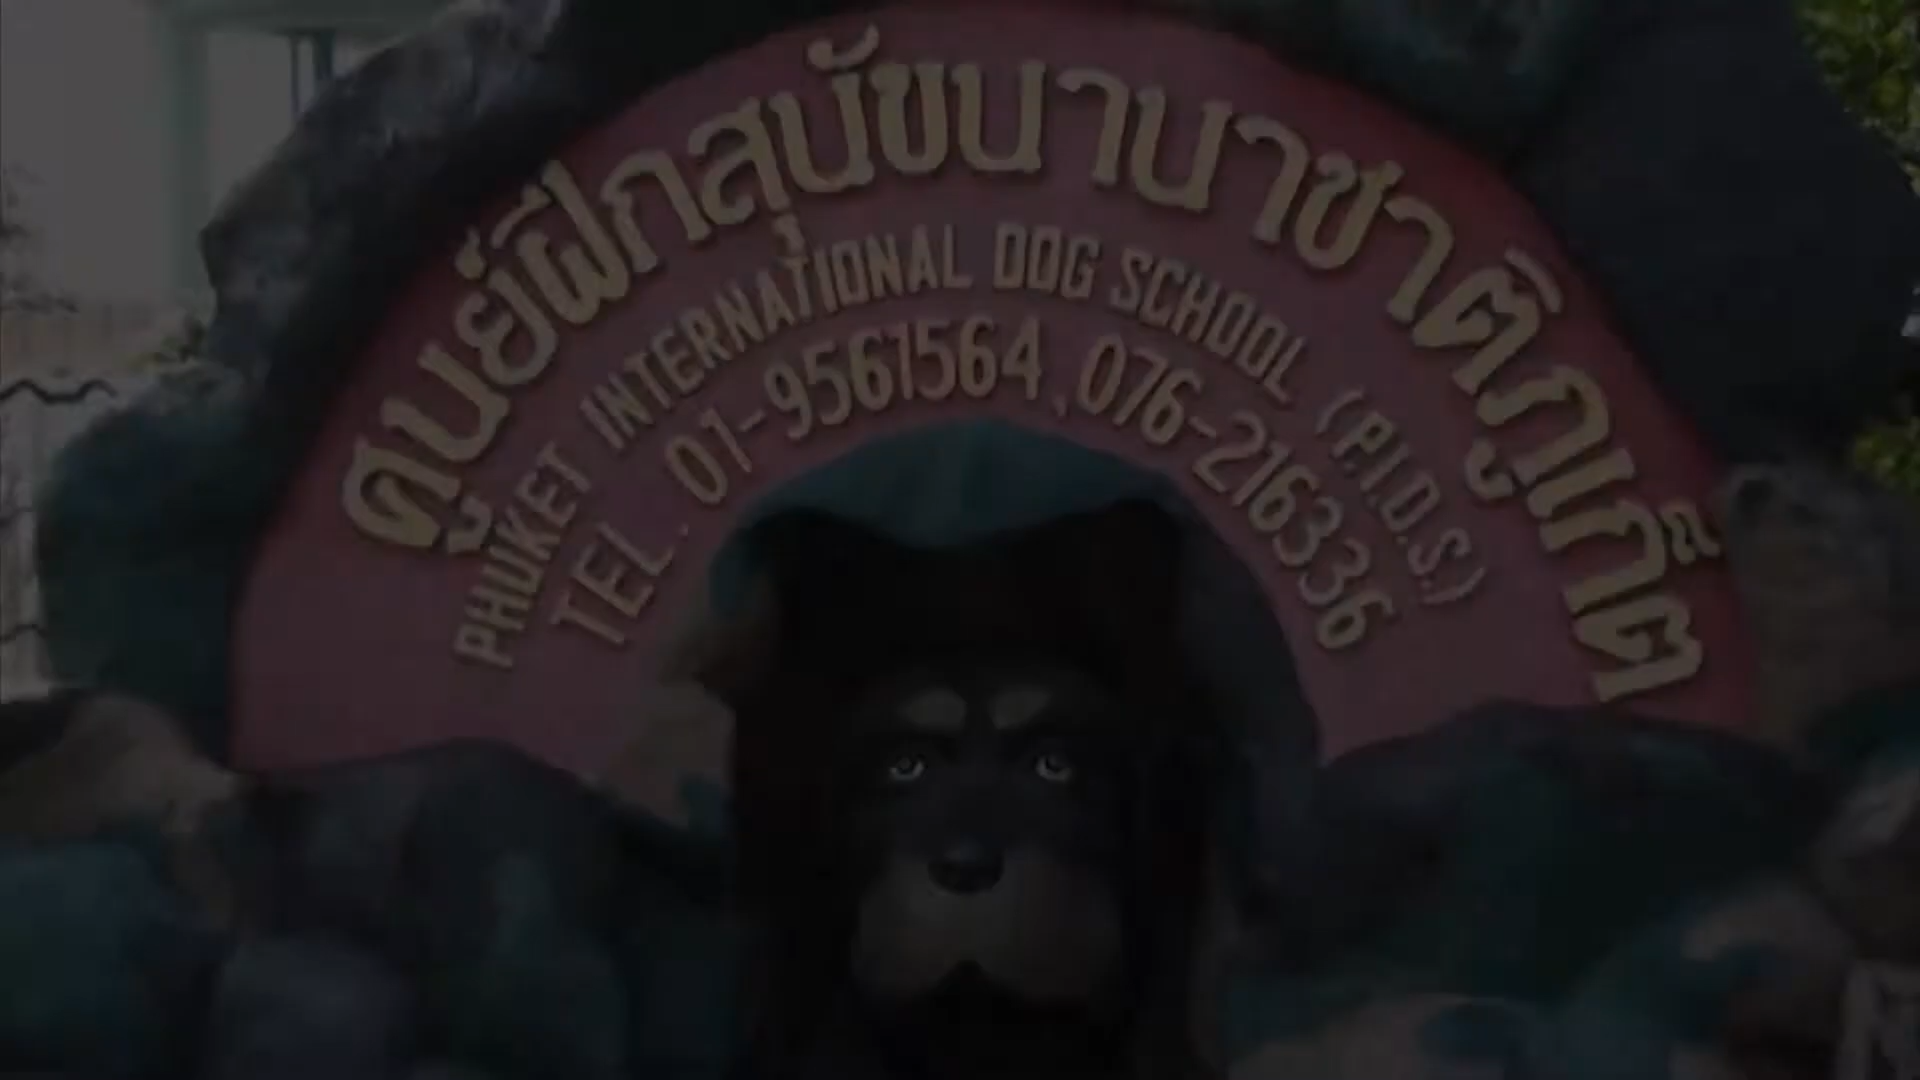 ศูนย์ฝึกสุนัขนานาชาติภูเก็ต
PHUKET INTERNATIONAL DOG SCHOOL (P.I.D.S.)
TEL. 01-9561564, 076-216336